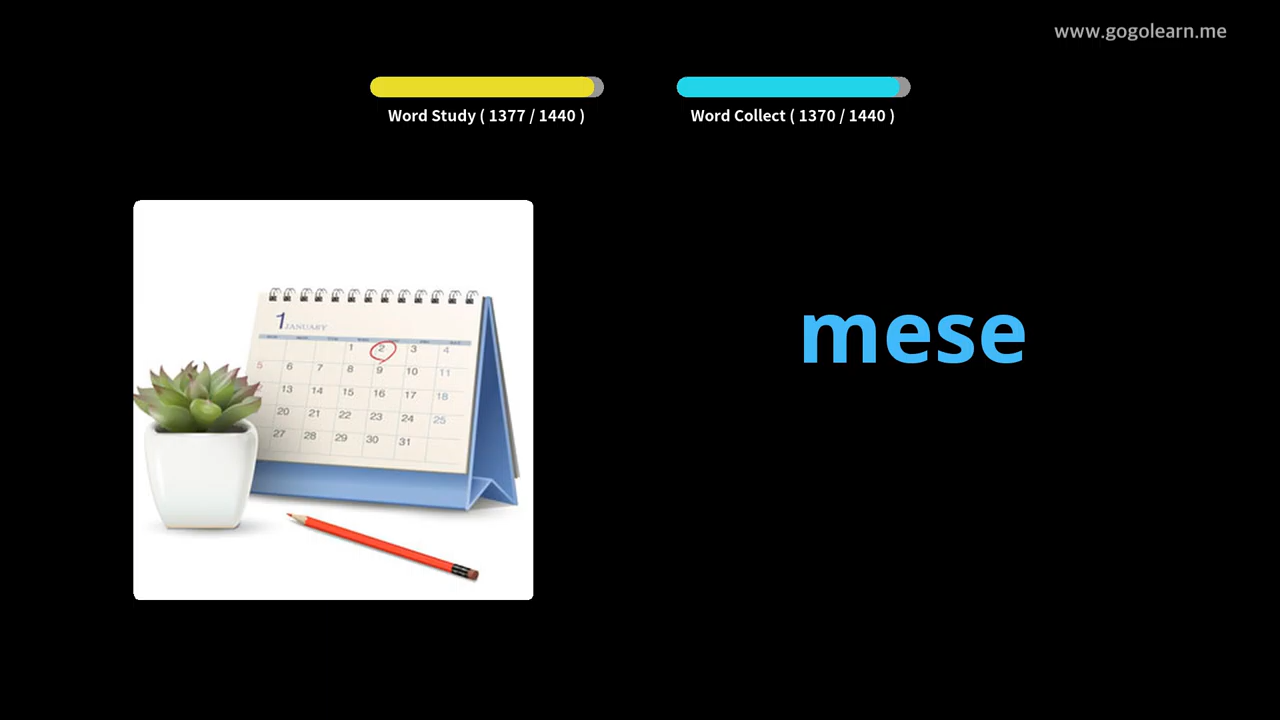 www.gogolearn.me
Word Study ( 1377 / 1440 )
Word Collect ( 1370 / 1440 )
mese
1 JANUARY
1 2 3 4
5 6 7 8 9 10 11
13 14 15 16 17 18
20 21 22 23 24 25
27 28 29 30 31